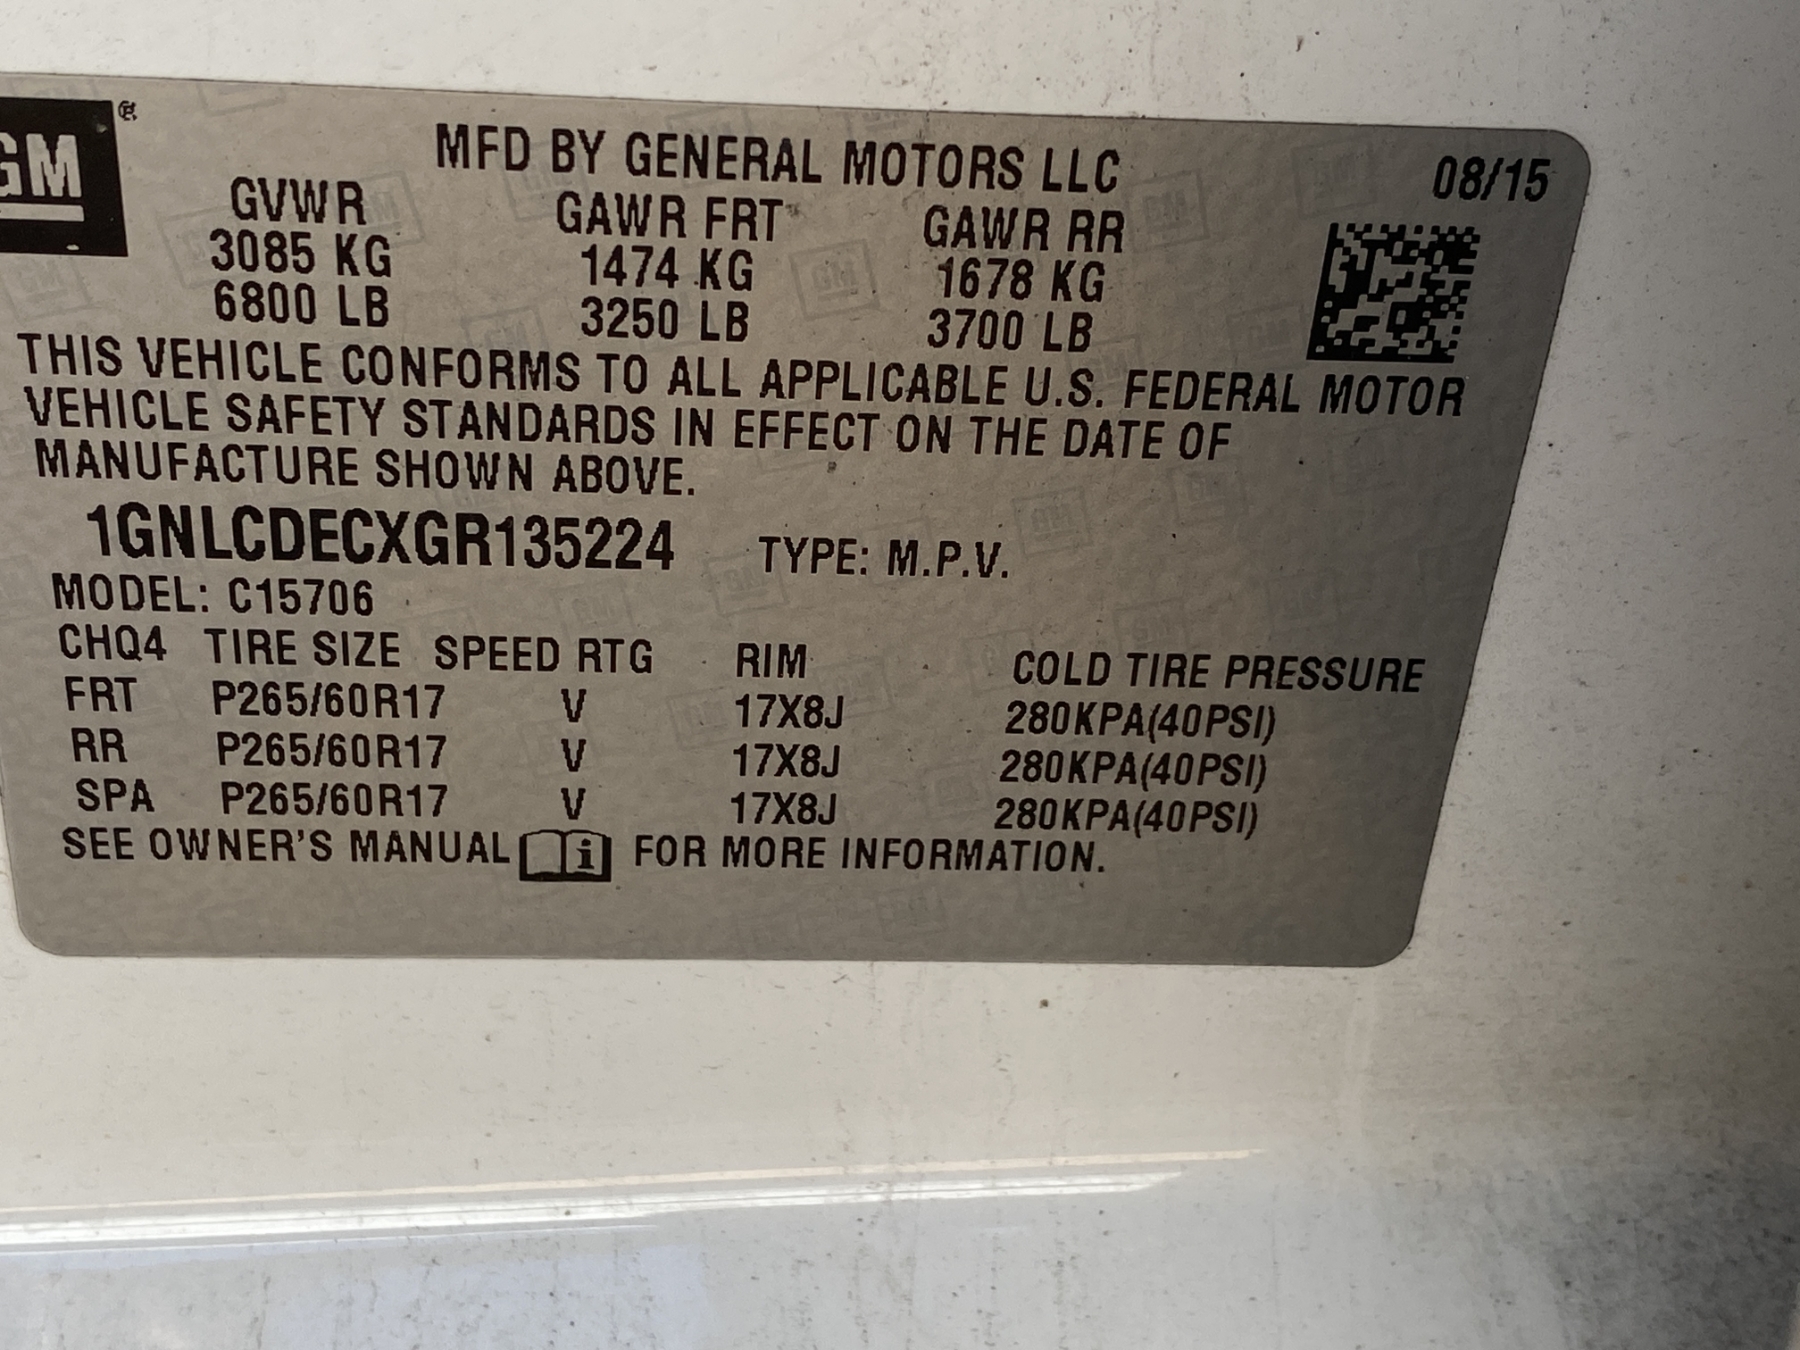 GM
MFD BY GENERAL MOTORS LLC 08/15
GVWR GAWR FRT GAWR RR
3085 KG 1474 KG 1678 KG
6800 LB 3250 LB 3700 LB
THIS VEHICLE CONFORMS TO ALL APPLICABLE U.S. FEDERAL MOTOR
VEHICLE SAFETY STANDARDS IN EFFECT ON THE DATE OF
MANUFACTURE SHOWN ABOVE.
1GNLCDECXGR135224 TYPE: M.P.V.
MODEL: C15706
CHQ4 TIRE SIZE SPEED RTG RIM COLD TIRE PRESSURE
FRT P265/60R17 V 17X8J 280KPA(40PSI)
RR P265/60R17 V 17X8J 280KPA(40PSI)
SPA P265/60R17 V 17X8J 280KPA(40PSI)
SEE OWNER'S MANUAL i FOR MORE INFORMATION.